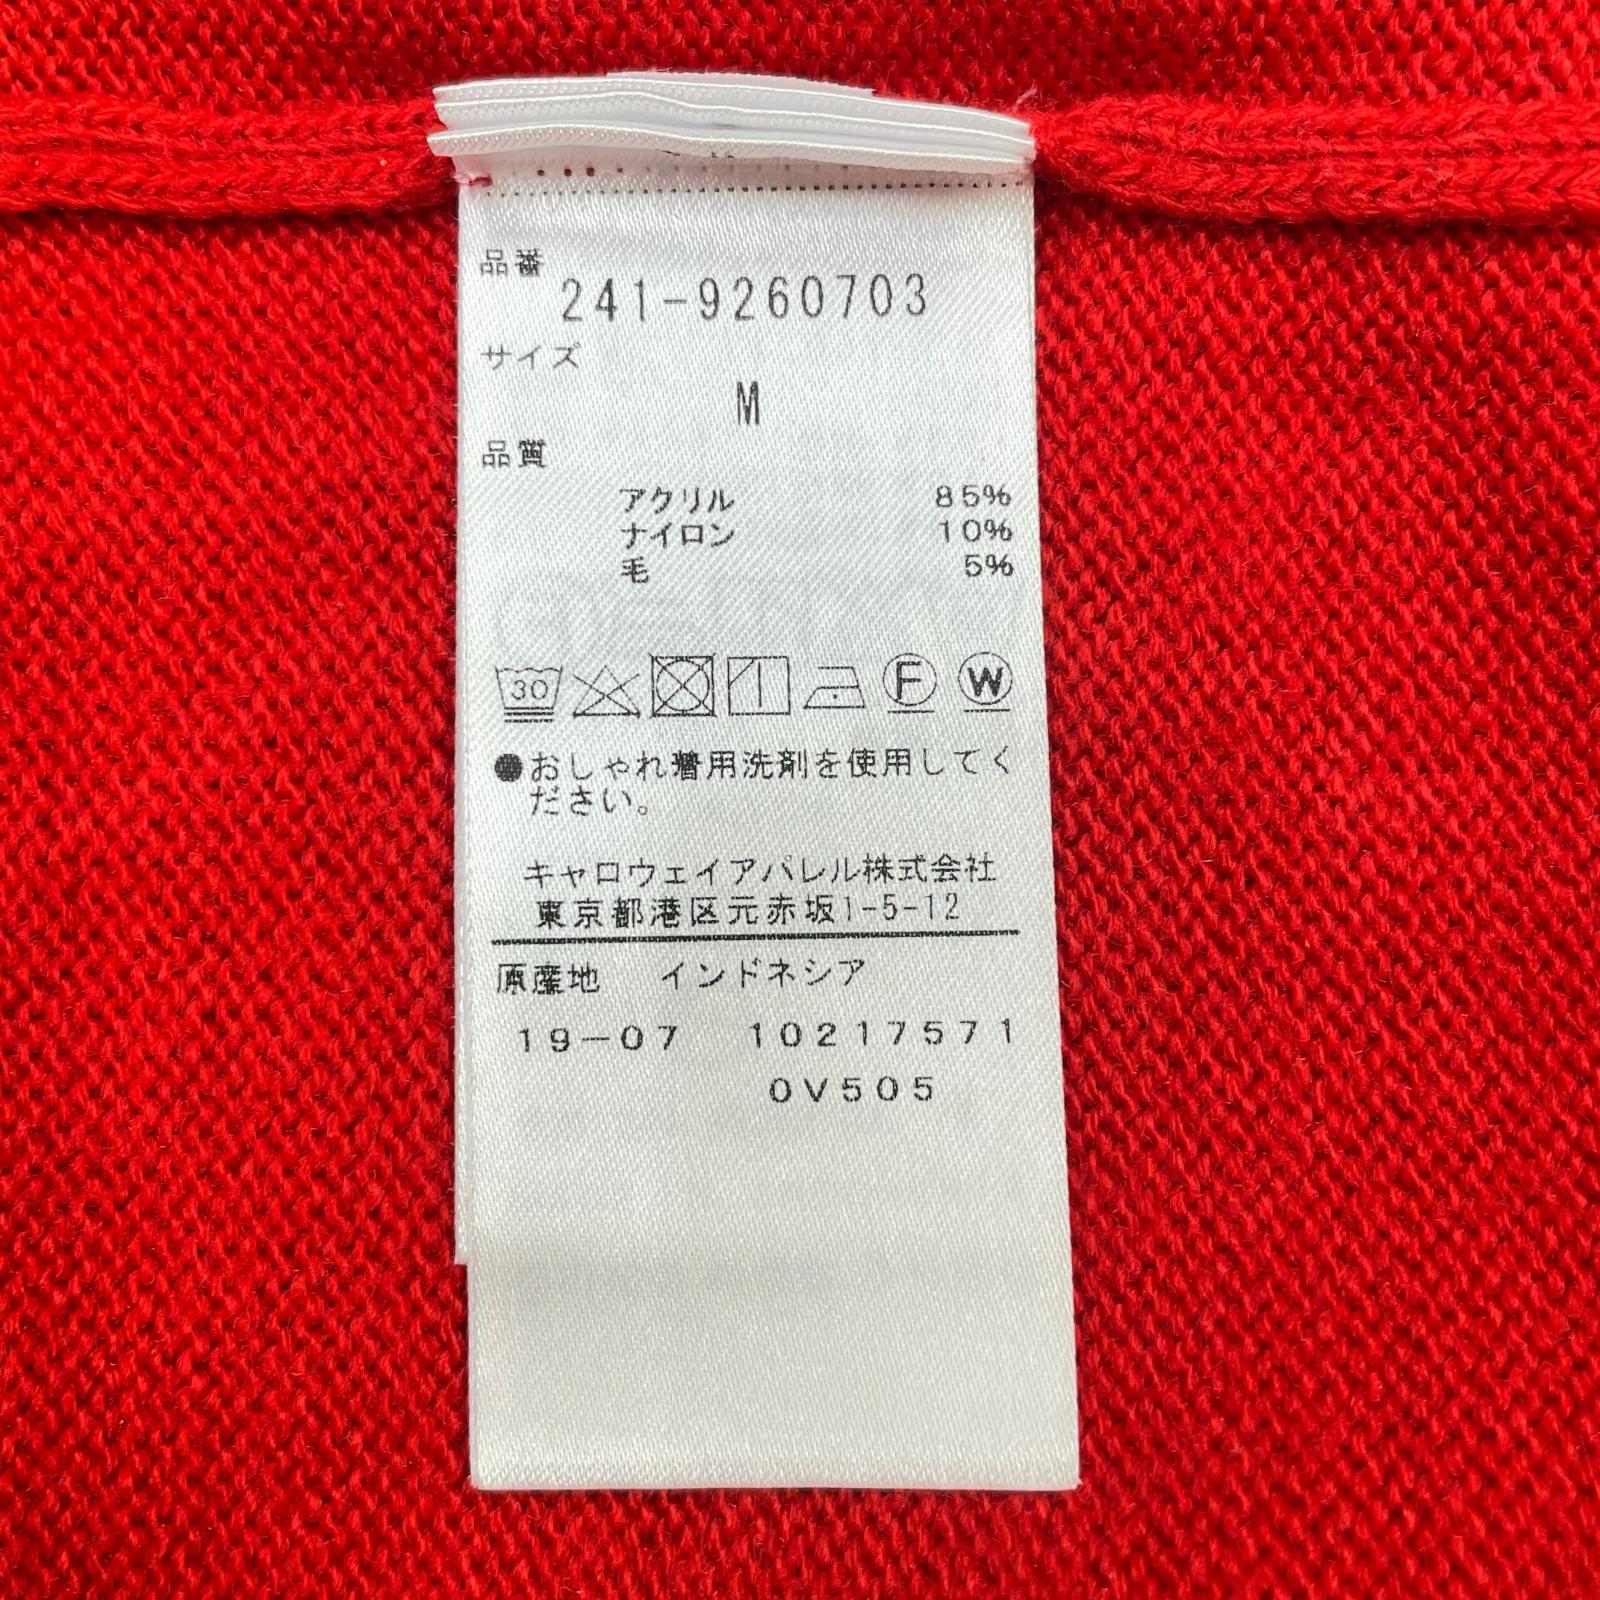 品番
241-9260703
サイズ
M
品質
アクリル 85%
ナイロン 10%
毛 5%
30 F W
●おしゃれ着用洗剤を使用してく
ださい。
キャロウェイアパレル株式会社
東京都港区元赤坂1-5-12
原産地 インドネシア
19-07 10217571
0V505